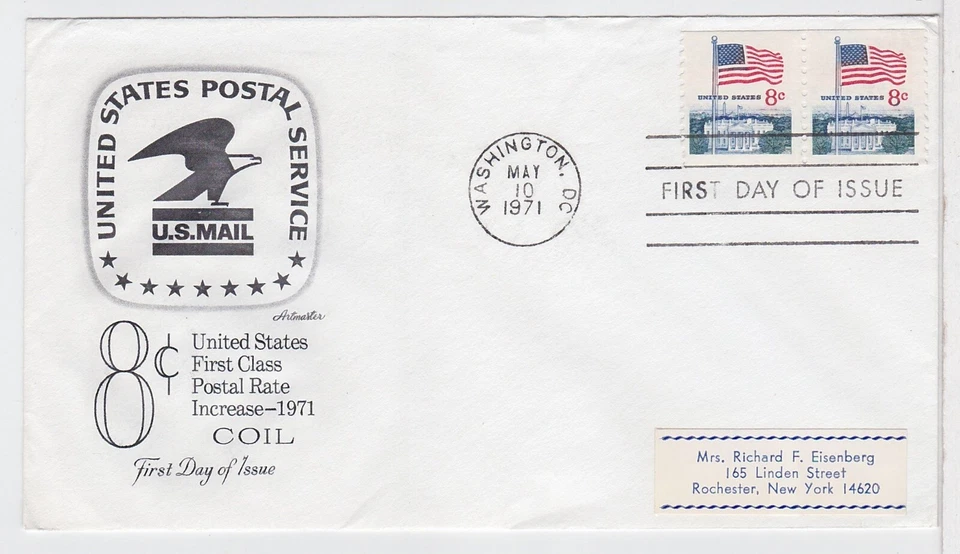 UNITED STATES POSTAL SERVICE
U.S.MAIL
Artmaster
8¢
United States
First Class
Postal Rate
Increase–1971
COIL
First Day of Issue
WASHINGTON, DC
MAY
10
1971
UNITED STATES 8c
UNITED STATES 8c
FIRST DAY OF ISSUE
Mrs. Richard F. Eisenberg
165 Linden Street
Rochester, New York 14620